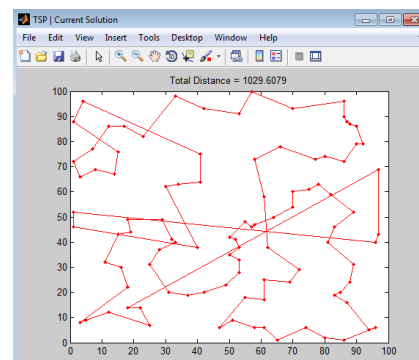 TSP | Current Solution
File Edit View Insert Tools Desktop Window Help
Total Distance = 1029.6079
100
90
80
70
60
50
40
30
20
10
0
0 10 20 30 40 50 60 70 80 90 100